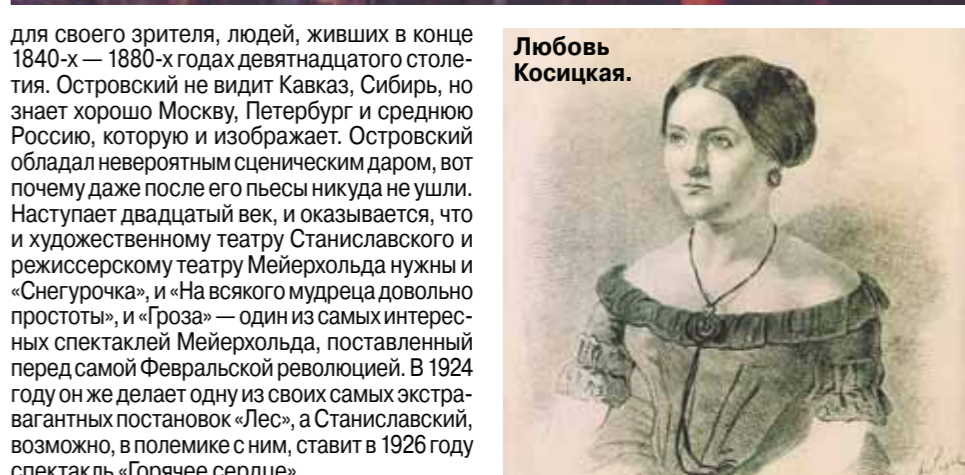 для своего зрителя, людей, живших в конце
1840-х — 1880-х годах девятнадцатого столе-
тия. Островский не видит Кавказ, Сибирь, но
знает хорошо Москву, Петербург и среднюю
Россию, которую и изображает. Островский
обладал невероятным сценическим даром, вот
почему даже после его пьесы никуда не ушли.
Наступает двадцатый век, и оказывается, что
и художественному театру Станиславского и
режиссерскому театру Мейерхольда нужны и
«Снегурочка», и «На всякого мудреца довольно
простоты», и «Гроза» — один из самых интерес-
ных спектаклей Мейерхольда, поставленный
перед самой Февральской революцией. В 1924
году он же делает одну из своих самых экстра-
вагантных постановок «Лес», а Станиславский,
возможно, в полемике с ним, ставит в 1926 году
спектакль «Горячее сердце».
Любовь
Косицкая.